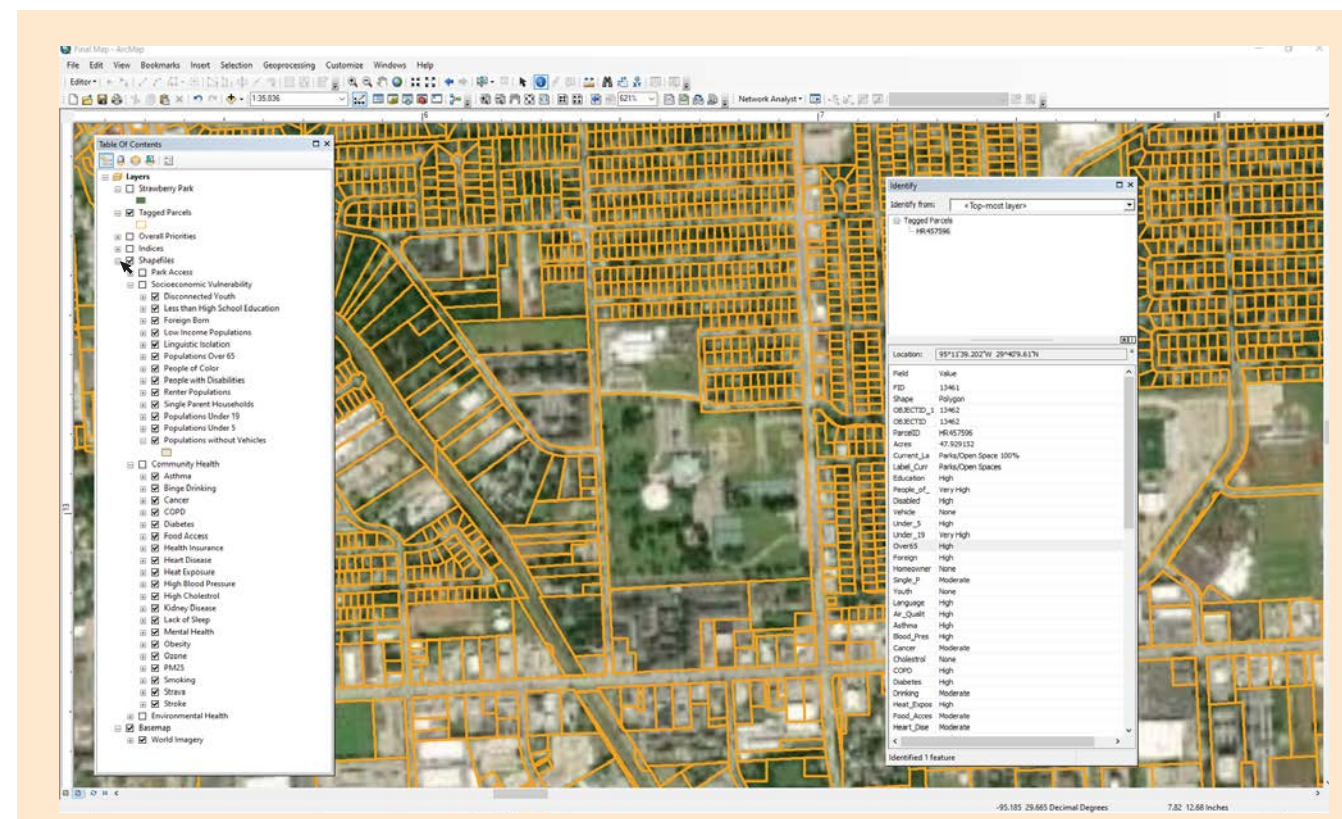 Final Map - ArcMap
File Edit View Bookmarks Insert Selection Geoprocessing Customize Windows Help
Editor
1:35,836
621%
Network Analyst
6
7
8
13
Table Of Contents
Layers
Strawberry Park
Tagged Parcels
Overall Priorities
Indices
Shapefiles
Park Access
Socioeconomic Vulnerability
Disconnected Youth
Less than High School Education
Foreign Born
Low Income Populations
Linguistic Isolation
Populations Over 65
People of Color
People with Disabilities
Renter Populations
Single Parent Households
Populations Under 19
Populations Under 5
Populations without Vehicles
Community Health
Asthma
Binge Drinking
Cancer
COPD
Diabetes
Food Access
Health Insurance
Heart Disease
Heat Exposure
High Blood Pressure
High Cholestrol
Kidney Disease
Lack of Sleep
Mental Health
Obesity
Ozone
PM25
Smoking
Strava
Stroke
Environmental Health
Basemap
World Imagery
Identify
Identify from: <Top-most layer>
Tagged Parcels
HR457596
Location: 95°11'39.202"W 29°40'9.61"N
Field Value
FID 13461
Shape Polygon
OBJECTID_1 13462
OBJECTID 13462
ParcelID HR457596
Acres 47.929132
Current_La Parks/Open Space 100%
Label_Curr Parks/Open Spaces
Education High
People_of_ Very High
Disabled High
Vehicle None
Under_5 High
Under_19 Very High
Over65 High
Foreign High
Homeowner None
Single_P Moderate
Youth None
Language High
Air_Qualit High
Asthma High
Blood_Pres High
Cancer Moderate
Cholestrol None
COPD High
Diabetes High
Drinking Moderate
Heat_Expos High
Food_Acces Moderate
Heart_Dise Moderate
Identified 1 feature
-95.185 29.665 Decimal Degrees 7.82 12.68 Inches